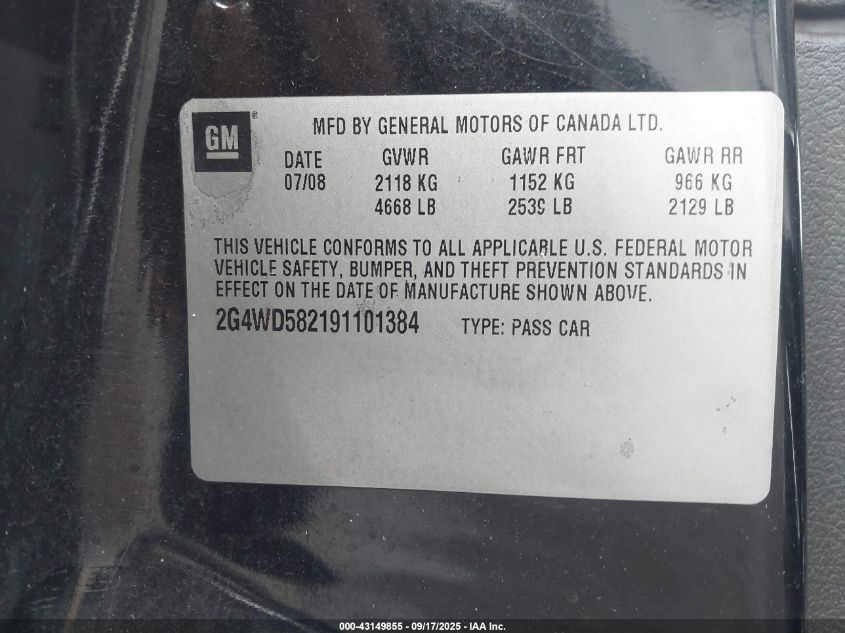 GM ®
MFD BY GENERAL MOTORS OF CANADA LTD.
DATE GVWR GAWR FRT GAWR RR
07/08 2118 KG 1152 KG 966 KG
4668 LB 2539 LB 2129 LB
THIS VEHICLE CONFORMS TO ALL APPLICABLE U.S. FEDERAL MOTOR
VEHICLE SAFETY, BUMPER, AND THEFT PREVENTION STANDARDS IN
EFFECT ON THE DATE OF MANUFACTURE SHOWN ABOVE.
2G4WD582191101384 TYPE: PASS CAR
000-43149855 - 09/17/2025 - IAA Inc.